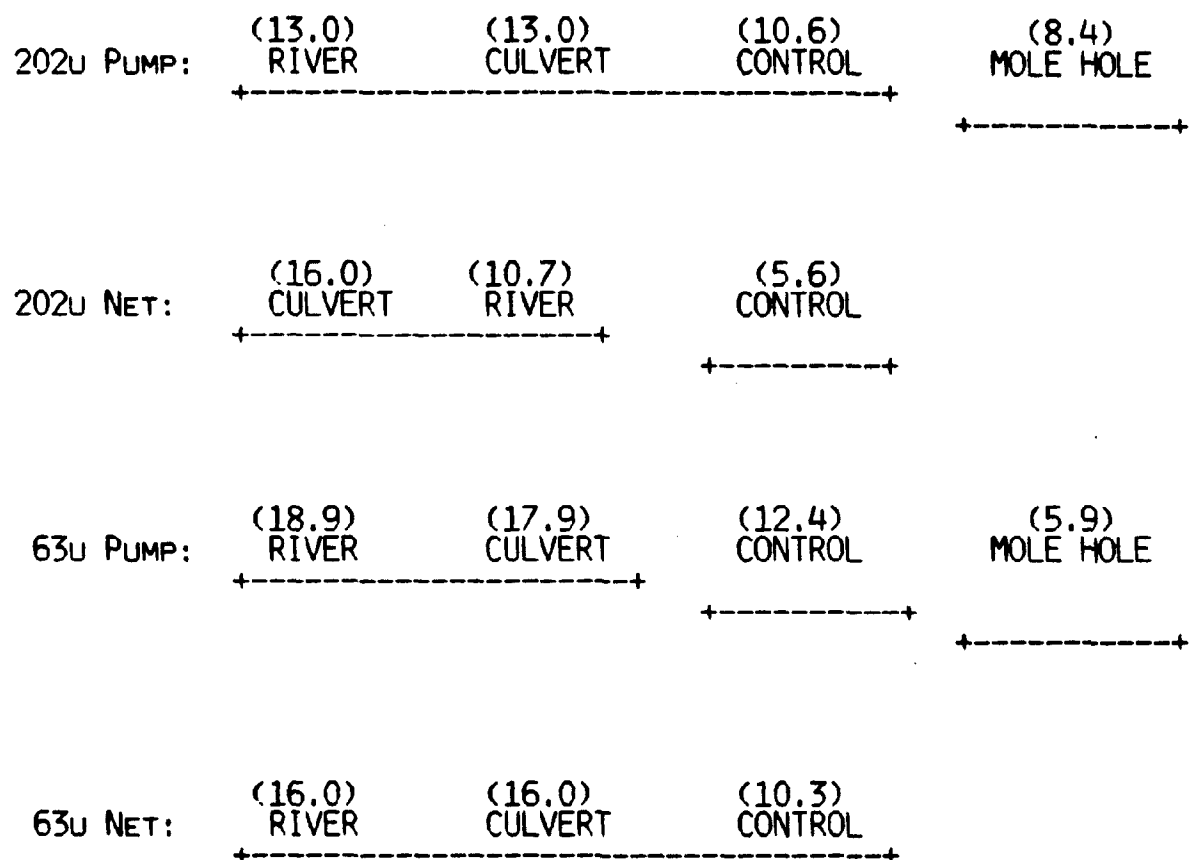 (13.0) (13.0) (10.6) (8.4)
202u PUMP: RIVER CULVERT CONTROL MOLE HOLE
+-----------------------------------+
+------------+
(16.0) (10.7) (5.6)
202u NET: CULVERT RIVER CONTROL
+-------------------+
+---------+
(18.9) (17.9) (12.4) (5.9)
63u PUMP: RIVER CULVERT CONTROL MOLE HOLE
+---------------------+
+----------+
+------------+
(16.0) (16.0) (10.3)
63u NET: RIVER CULVERT CONTROL
+-----------------------------------+